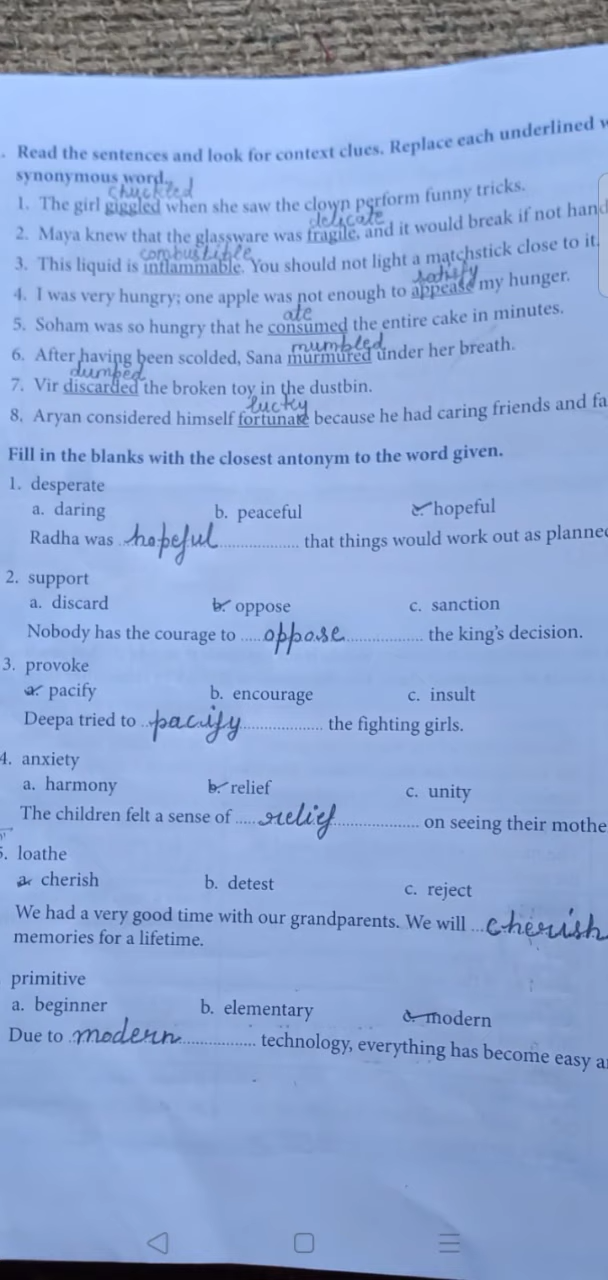 . Read the sentences and look for context clues. Replace each underlined w
synonymous word.
chuckled
1. The girl giggled when she saw the clown perform funny tricks.
delicate
2. Maya knew that the glassware was fragile, and it would break if not hand
combustible
3. This liquid is inflammable. You should not light a matchstick close to it.
satisfy
4. I was very hungry; one apple was not enough to appease my hunger.
ate
5. Soham was so hungry that he consumed the entire cake in minutes.
mumbled
6. After having been scolded, Sana murmured under her breath.
dumped
7. Vir discarded the broken toy in the dustbin.
lucky
8. Aryan considered himself fortunate because he had caring friends and fa
Fill in the blanks with the closest antonym to the word given.
1. desperate
a. daring b. peaceful c. hopeful
Radha was hopeful that things would work out as planned
2. support
a. discard b. oppose c. sanction
Nobody has the courage to oppose the king's decision.
3. provoke
a. pacify b. encourage c. insult
Deepa tried to pacify the fighting girls.
4. anxiety
a. harmony b. relief c. unity
The children felt a sense of relief on seeing their mothe
5. loathe
a. cherish b. detest c. reject
We had a very good time with our grandparents. We will cherish
memories for a lifetime.
primitive
a. beginner b. elementary c. modern
Due to modern technology, everything has become easy a